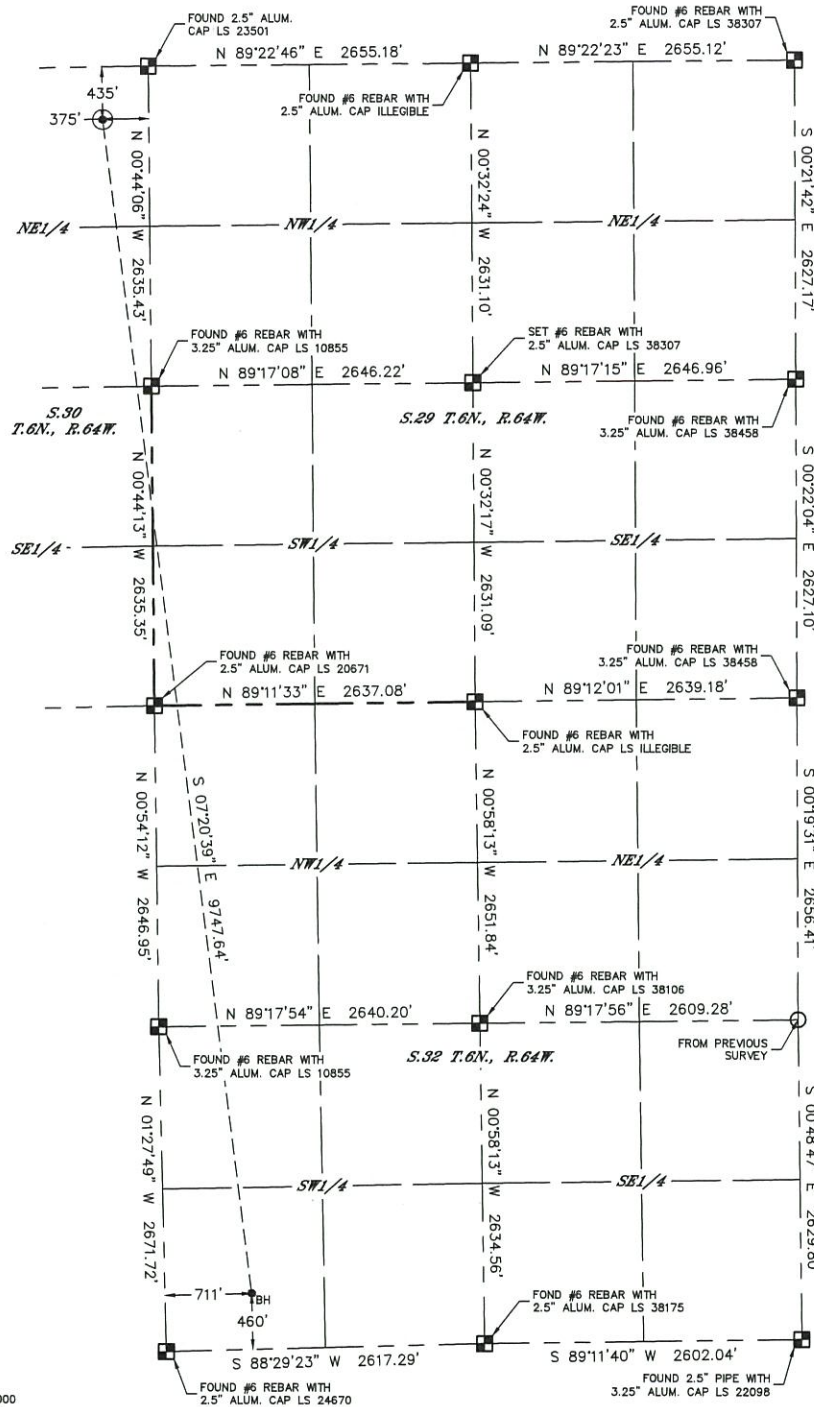 FOUND 2.5" ALUM.
CAP LS 23501
FOUND #6 REBAR WITH
2.5" ALUM. CAP LS 38307
N 89°22'46" E 2655.18'
N 89°22'23" E 2655.12'
FOUND #6 REBAR WITH
2.5" ALUM. CAP ILLEGIBLE
435'
375'
N 00°44'06" W 2635.43'
N 00°32'24" W 2631.10'
S 00°21'42" E 2627.17'
NE1/4
NW1/4
NE1/4
FOUND #6 REBAR WITH
3.25" ALUM. CAP LS 10855
SET #6 REBAR WITH
2.5" ALUM. CAP LS 38307
N 89°17'08" E 2646.22'
N 89°17'15" E 2646.96'
S.30
T.6N., R.64W.
S.29 T.6N., R.64W.
FOUND #6 REBAR WITH
3.25" ALUM. CAP LS 38458
N 00°44'13" W 2635.35'
N 00°32'17" W 2631.09'
S 00°22'04" E 2627.10'
SE1/4
SW1/4
SE1/4
FOUND #6 REBAR WITH
2.5" ALUM. CAP LS 20671
FOUND #6 REBAR WITH
3.25" ALUM. CAP LS 38458
N 89°11'33" E 2637.08'
N 89°12'01" E 2639.18'
FOUND #6 REBAR WITH
2.5" ALUM. CAP LS ILLEGIBLE
N 00°54'12" W 2646.95'
S 07°20'39" E 9747.64'
N 00°58'13" W 2651.84'
S 00°19'31" E 2656.41'
NW1/4
NE1/4
FOUND #6 REBAR WITH
3.25" ALUM. CAP LS 38106
N 89°17'54" E 2640.20'
N 89°17'56" E 2609.28'
FOUND #6 REBAR WITH
3.25" ALUM. CAP LS 10855
S.32 T.6N., R.64W.
FROM PREVIOUS
SURVEY
N 01°27'49" W 2671.72'
N 00°58'13" W 2634.56'
S 00°48'47" E 2629.80'
SW1/4
SE1/4
711'
BH
460'
FOND #6 REBAR WITH
2.5" ALUM. CAP LS 38175
S 88°29'23" W 2617.29'
S 89°11'40" W 2602.04'
FOUND #6 REBAR WITH
2.5" ALUM. CAP LS 24670
FOUND 2.5" PIPE WITH
3.25" ALUM. CAP LS 22098
000